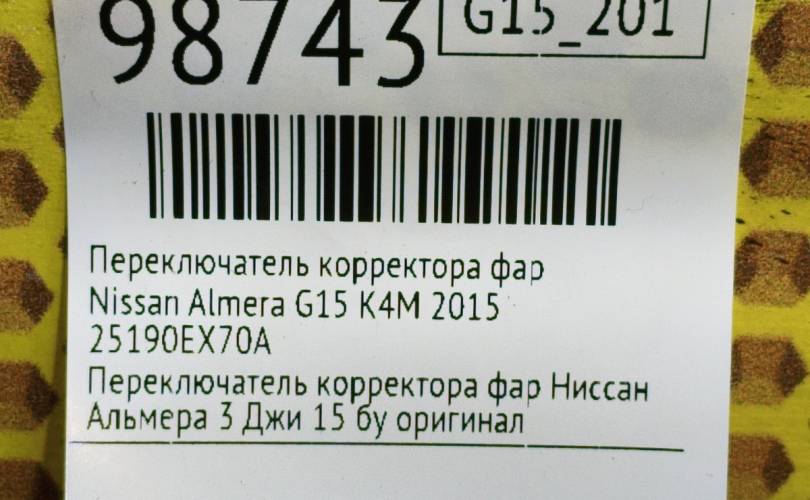 98743
G15_201
Переключатель корректора фар
Nissan Almera G15 K4M 2015
25190EX70A
Переключатель корректора фар Ниссан
Альмера 3 Джи 15 бу оригинал